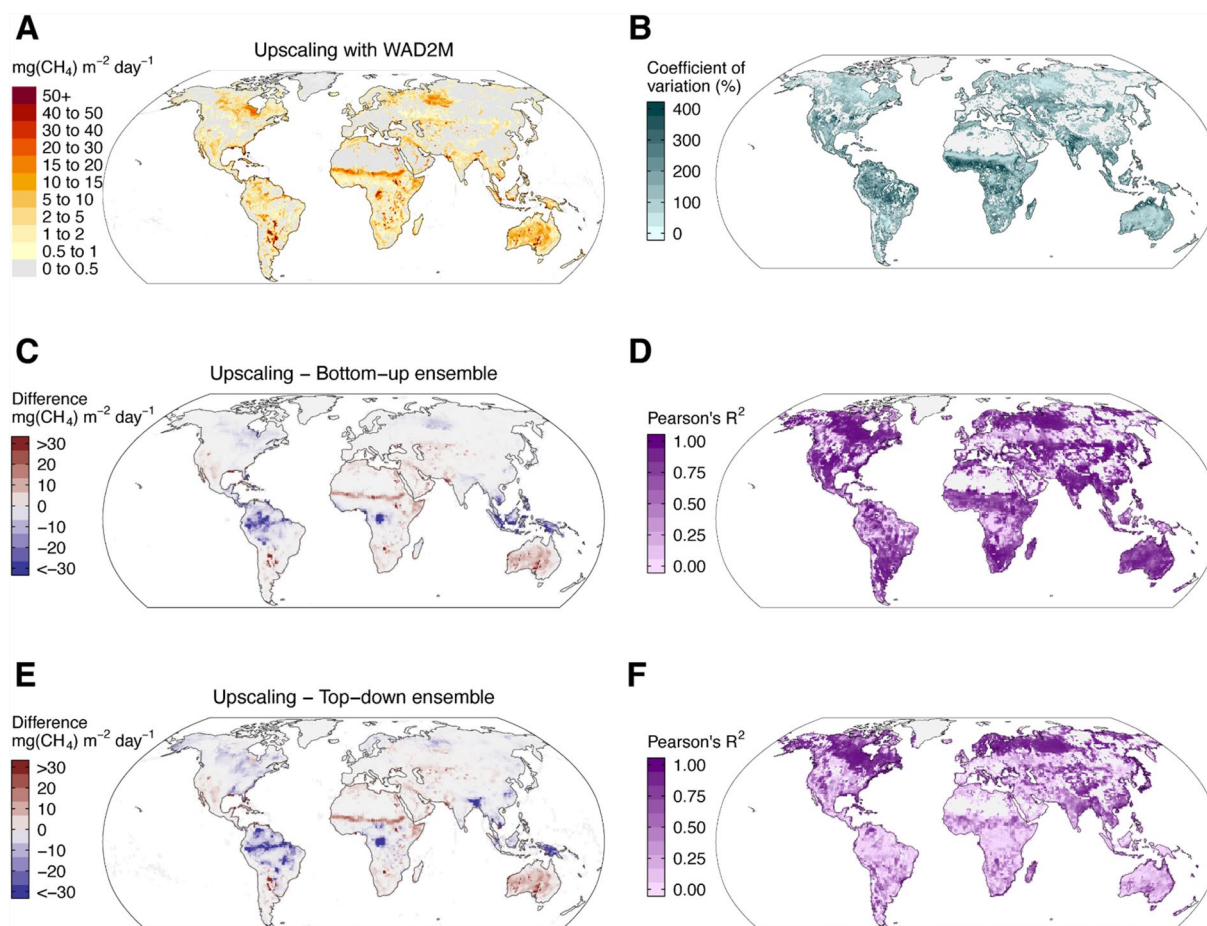 A
Upscaling with WAD2M
mg(CH₄) m⁻² day⁻¹
50+
40 to 50
30 to 40
20 to 30
15 to 20
10 to 15
5 to 10
2 to 5
1 to 2
0.5 to 1
0 to 0.5
B
Coefficient of
variation (%)
400
300
200
100
0
C
Upscaling − Bottom−up ensemble
Difference
mg(CH₄) m⁻² day⁻¹
>30
20
10
0
−10
−20
<−30
D
Pearson's R²
1.00
0.75
0.50
0.25
0.00
E
Upscaling − Top−down ensemble
Difference
mg(CH₄) m⁻² day⁻¹
>30
20
10
0
−10
−20
<−30
F
Pearson's R²
1.00
0.75
0.50
0.25
0.00